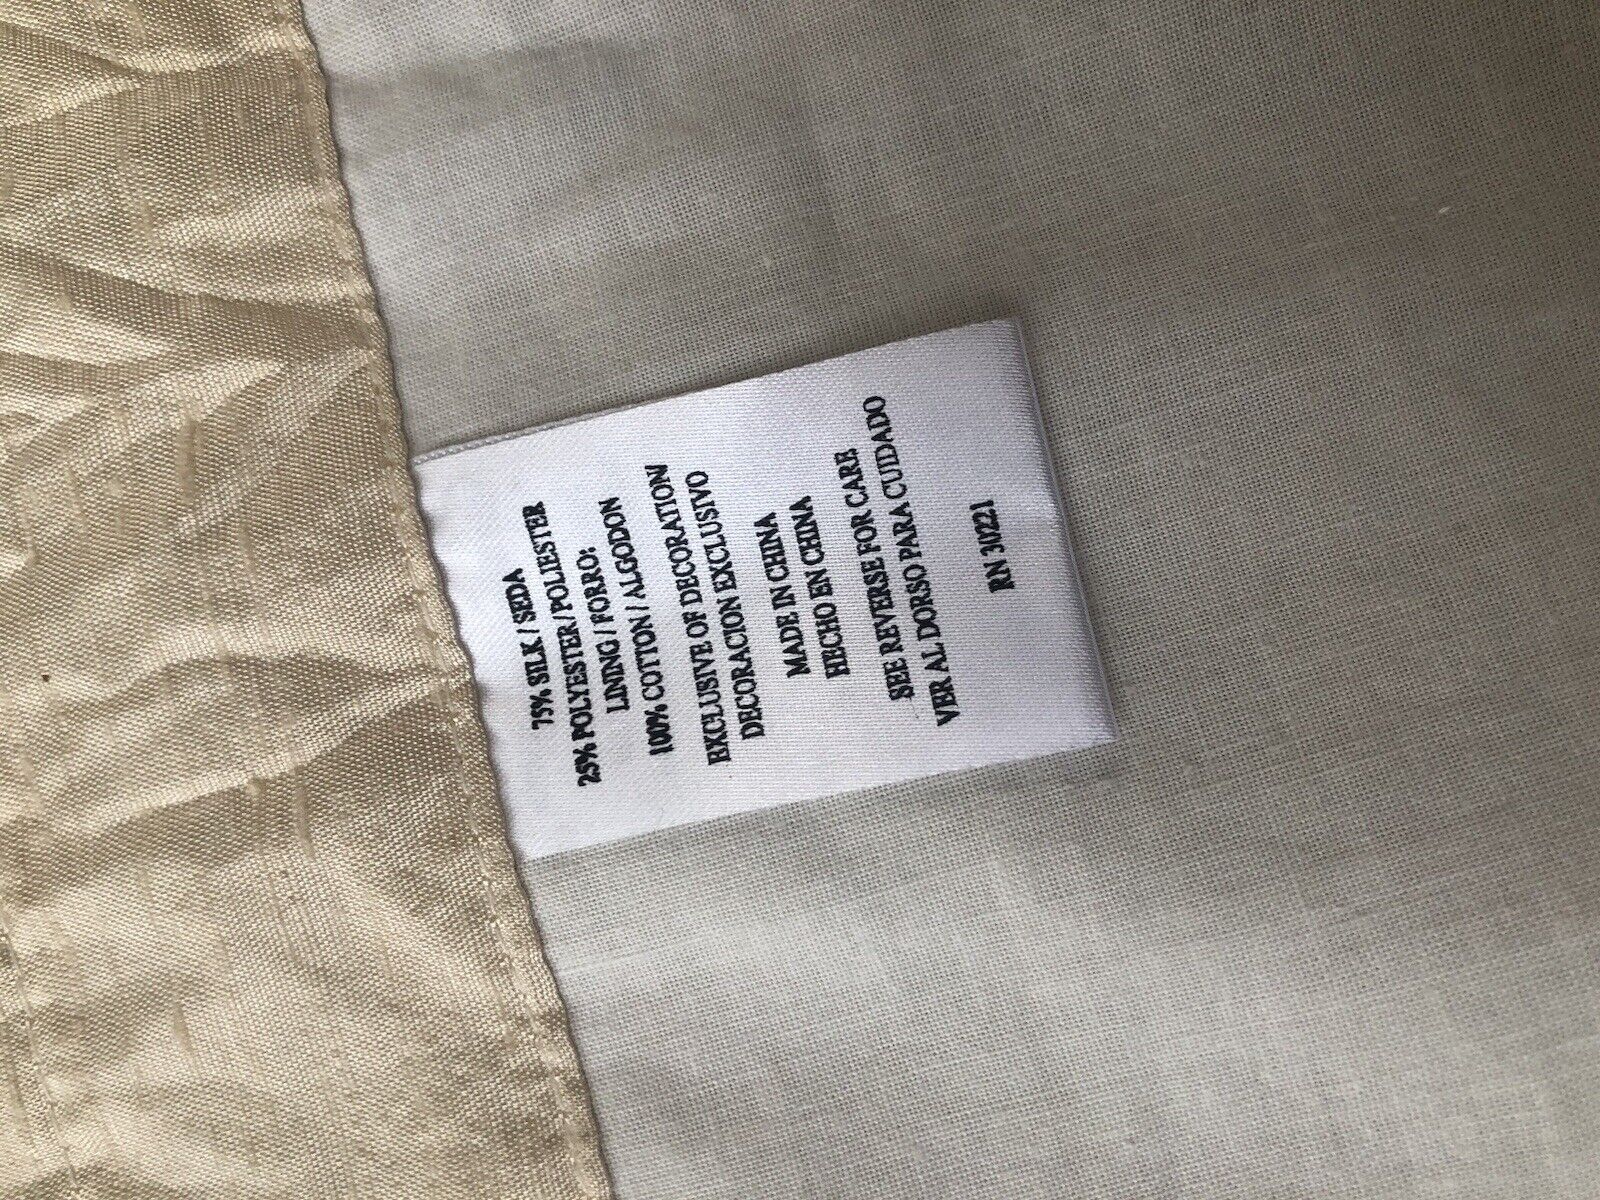 75% SILK / SEDA
25% POLYESTER/POLIESTER
LINING / FORRO:
100% COTTON / ALGODON
EXCLUSIVE OF DECORATION/
DECORACION EXCLUSIVO
MADE IN CHINA
HECHO EN CHINA
SEE REVERSE FOR CARE
VER AL DORSO PARA CUIDADO
RN 30221